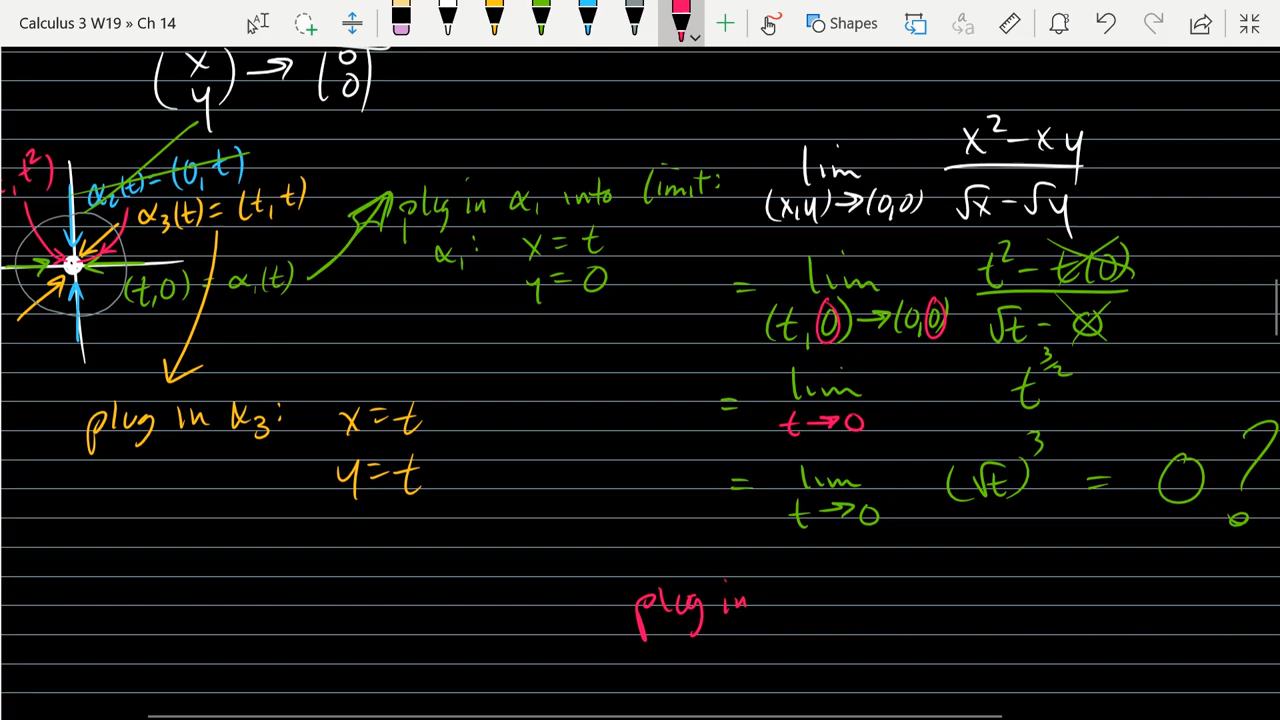 Calculus 3 W19 » Ch 14
Shapes
(x y) → (0 0)
, t²)
α₂(t) = (0, t)
α₃(t) = (t, t)
(t,0) = α₁(t)
plug in α₁ into limit:
α₁: x = t
y = 0
plug in α₃: x = t
y = t
lim (x,y)→(0,0) x² - xy / √x - √y
= lim (t,0)→(0,0) t² - t(0) / √t - 0
= lim t→0 t^3/2
= lim t→0 (√t)³ = 0 ?
plug in